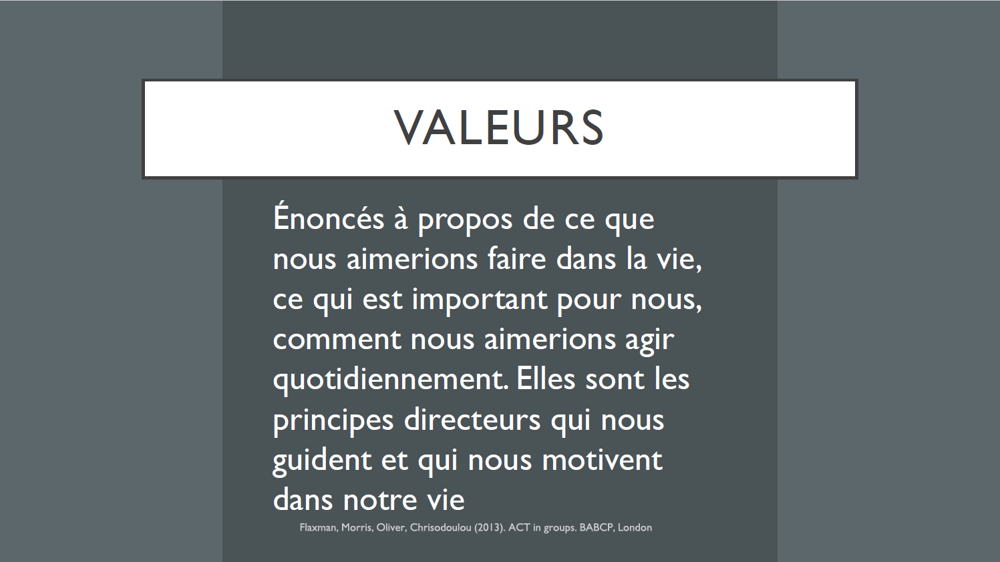 VALEURS
Énoncés à propos de ce que
nous aimerions faire dans la vie,
ce qui est important pour nous,
comment nous aimerions agir
quotidiennement. Elles sont les
principes directeurs qui nous
guident et qui nous motivent
dans notre vie
Flaxman, Morris, Oliver, Chrisodoulou (2013). ACT in groups. BABCP, London